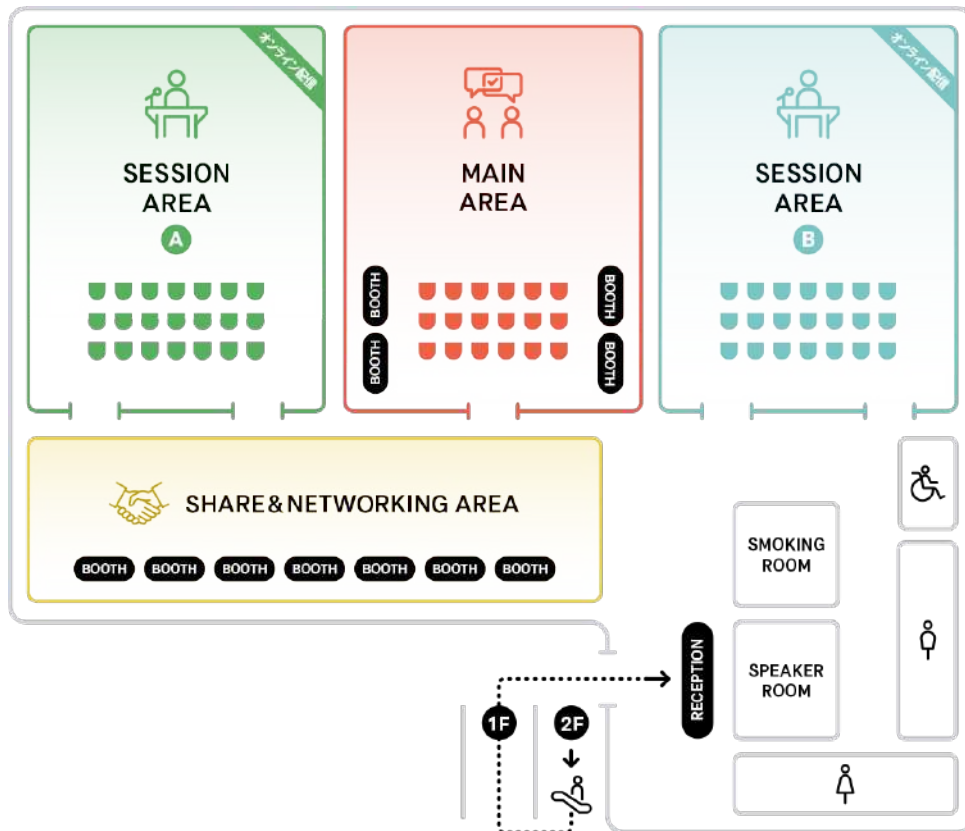 オンライン配信
SESSION
AREA
A
MAIN
AREA
オンライン配信
SESSION
AREA
B
BOOTH
BOOTH
BOOTH
BOOTH
SHARE&NETWORKING AREA
BOOTH BOOTH BOOTH BOOTH BOOTH BOOTH BOOTH
SMOKING
ROOM
SPEAKER
ROOM
RECEPTION
1F
2F